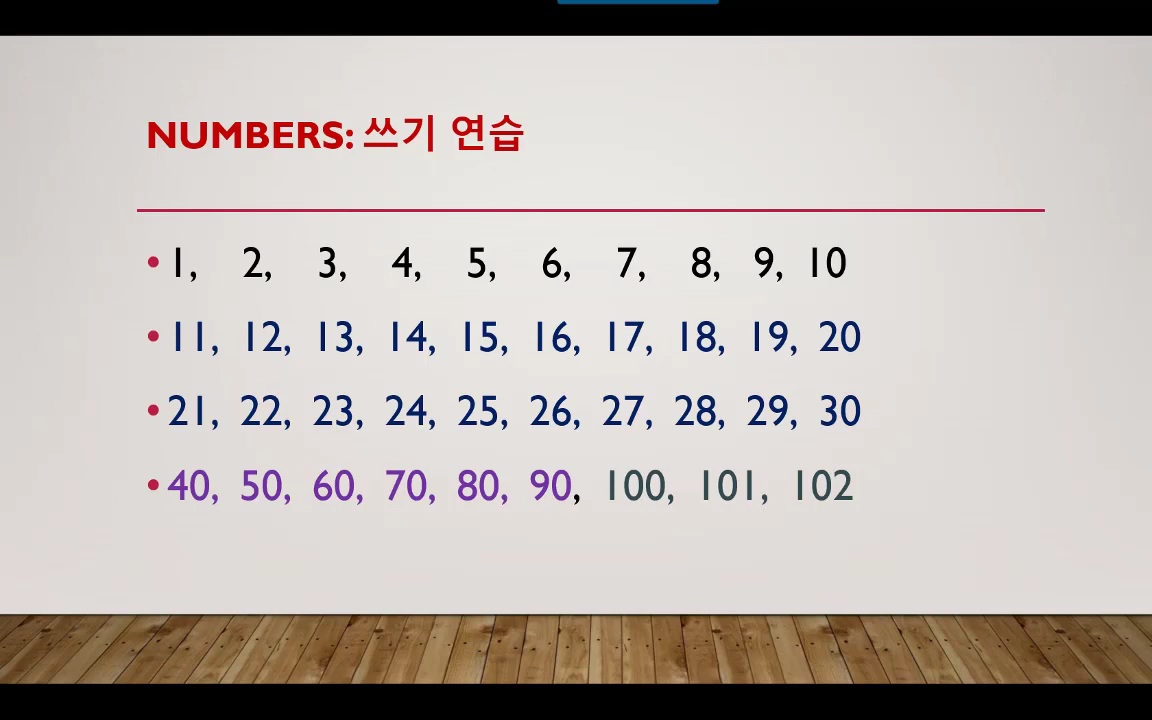 NUMBERS: 쓰기 연습
•1, 2, 3, 4, 5, 6, 7, 8, 9, 10
•11, 12, 13, 14, 15, 16, 17, 18, 19, 20
•21, 22, 23, 24, 25, 26, 27, 28, 29, 30
•40, 50, 60, 70, 80, 90, 100, 101, 102